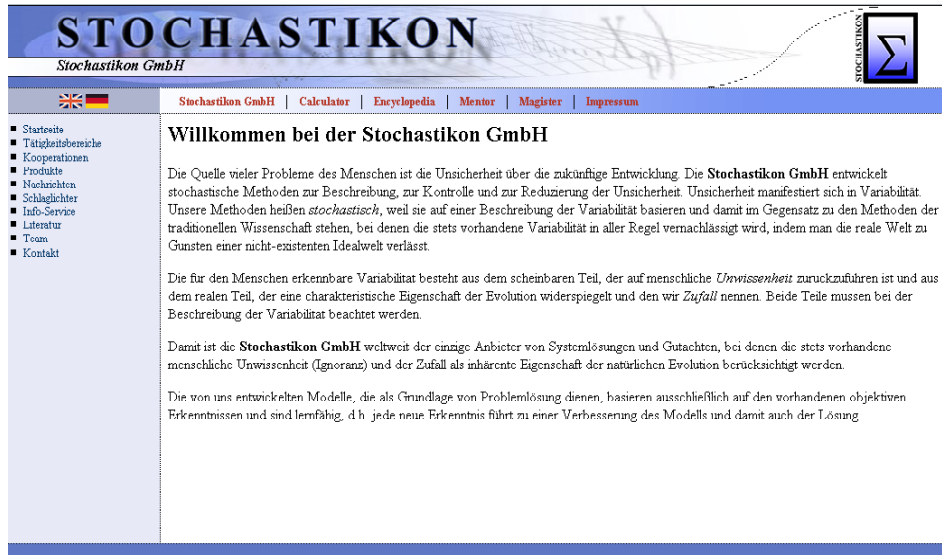 STOCHASTIKON
Stochastikon GmbH
STOCHASTIKON
Σ
Stochastikon GmbH | Calculator | Encyclopedia | Mentor | Magister | Impressum
Startseite
Tätigkeitsbereiche
Kooperationen
Produkte
Nachrichten
Schlaglichter
Info-Service
Literatur
Team
Kontakt
Willkommen bei der Stochastikon GmbH
Die Quelle vieler Probleme des Menschen ist die Unsicherheit über die zukünftige Entwicklung. Die Stochastikon GmbH entwickelt
stochastische Methoden zur Beschreibung, zur Kontrolle und zur Reduzierung der Unsicherheit. Unsicherheit manifestiert sich in Variabilität.
Unsere Methoden heißen stochastisch, weil sie auf einer Beschreibung der Variabilität basieren und damit im Gegensatz zu den Methoden der
traditionellen Wissenschaft stehen, bei denen die stets vorhandene Variabilität in aller Regel vernachlässigt wird, indem man die reale Welt zu
Gunsten einer nicht-existenten Idealwelt verlässt.
Die fur den Menschen erkennbare Variabilitat besteht aus dem scheinbaren Teil, der auf menschliche Unwissenheit zuruckzufuhren ist und aus
dem realen Teil, der eine charakteristische Eigenschaft der Evolution widerspiegelt und den wir Zufall nennen. Beide Teile mussen bei der
Beschreibung der Variabilitat beachtet werden.
Damit ist die Stochastikon GmbH weltweit der einzige Anbieter von Systemlösungen und Gutachten, bei denen die stets vorhandene
menschliche Unwissenheit (Ignoranz) und der Zufall als inhärente Eigenschaft der natürlichen Evolution berücksichtigt werden.
Die von uns entwickelten Modelle, die als Grundlage von Problemlösung dienen, basieren ausschließlich auf den vorhandenen objektiven
Erkenntnissen und sind lernfähig, d.h. jede neue Erkenntnis führt zu einer Verbesserung des Modells und damit auch der Lösung